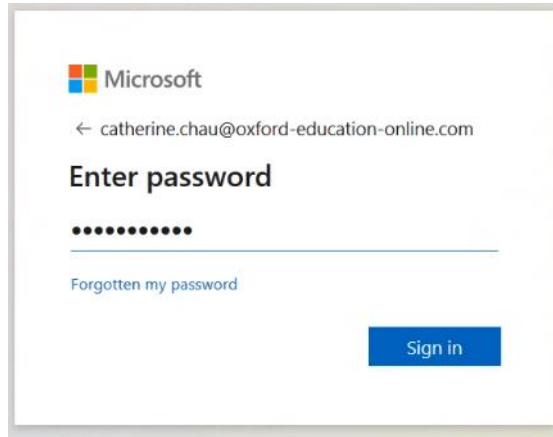 Microsoft
← catherine.chau@oxford-education-online.com
Enter password
•••••••••••
Forgotten my password
Sign in